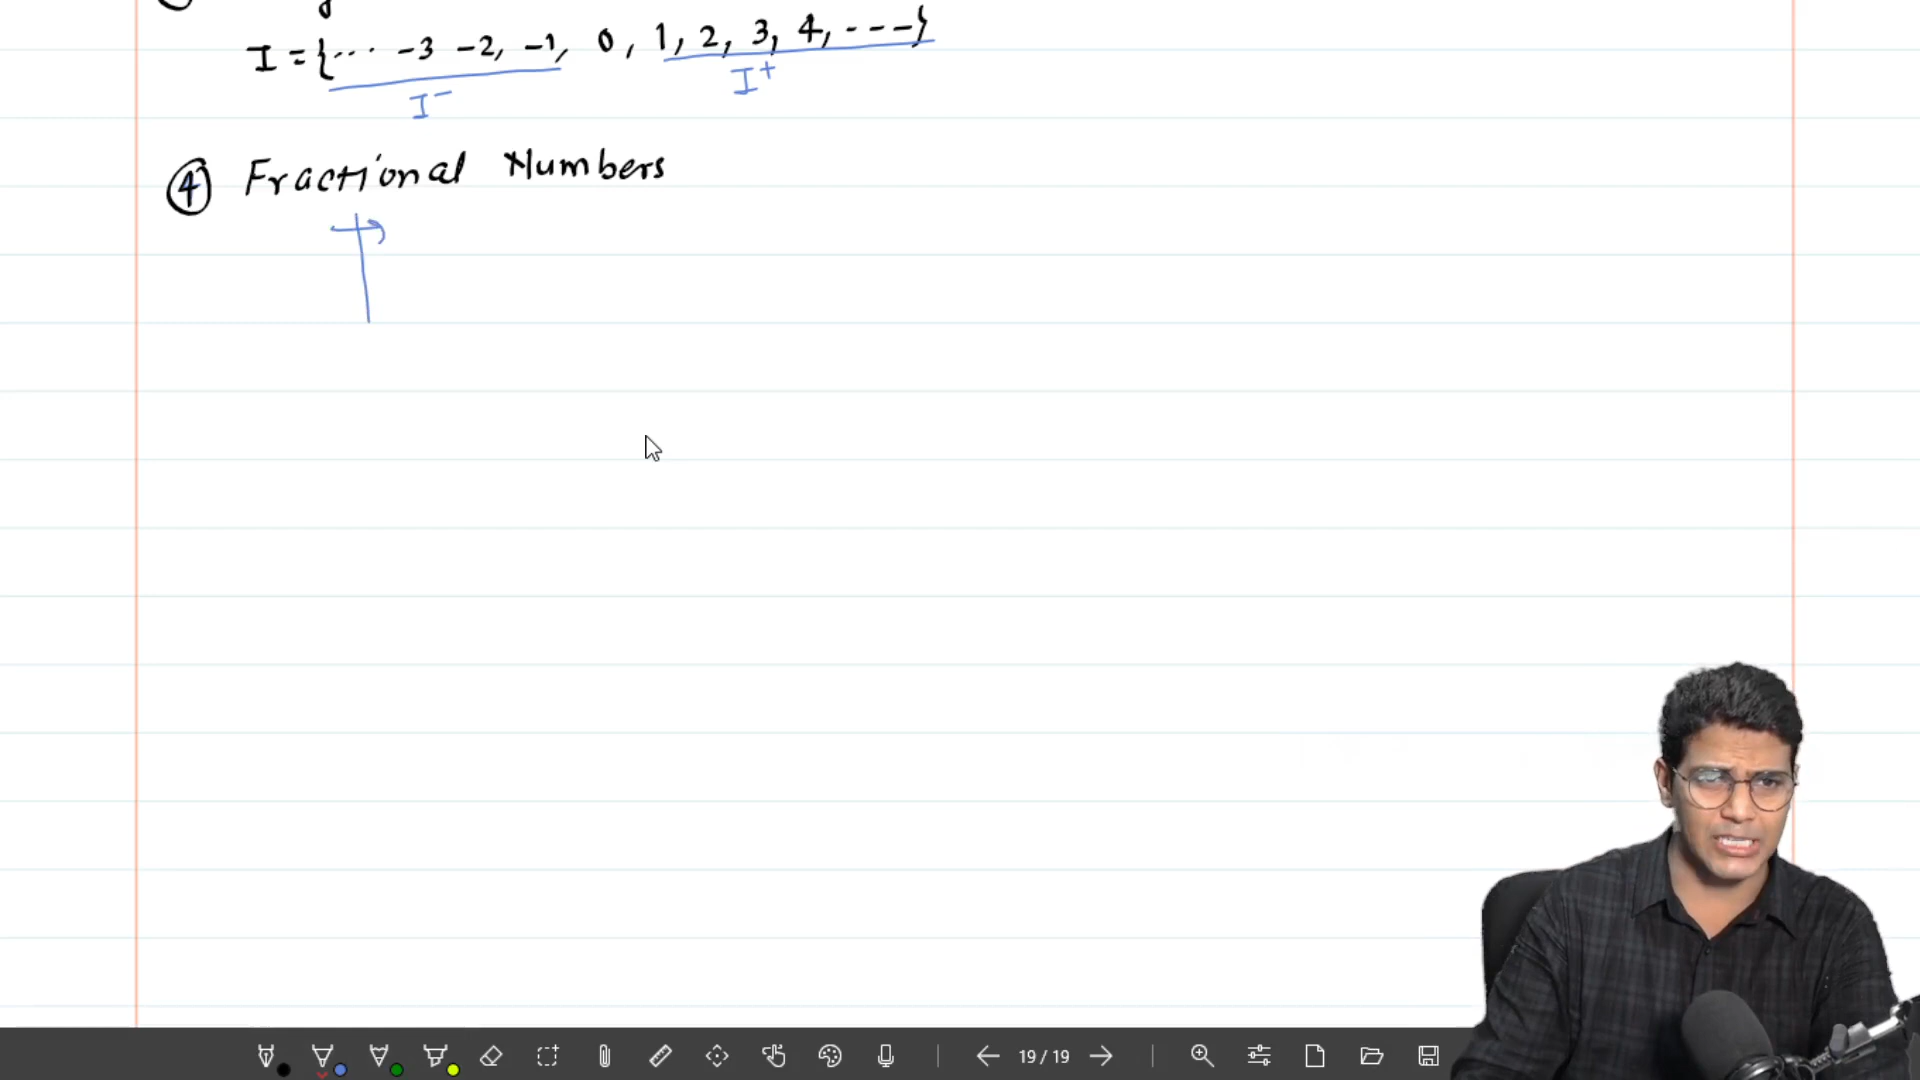 I = {... -3 -2, -1, 0, 1, 2, 3, 4, ---}
I⁻ I⁺
④ Fractional Numbers
19 / 19